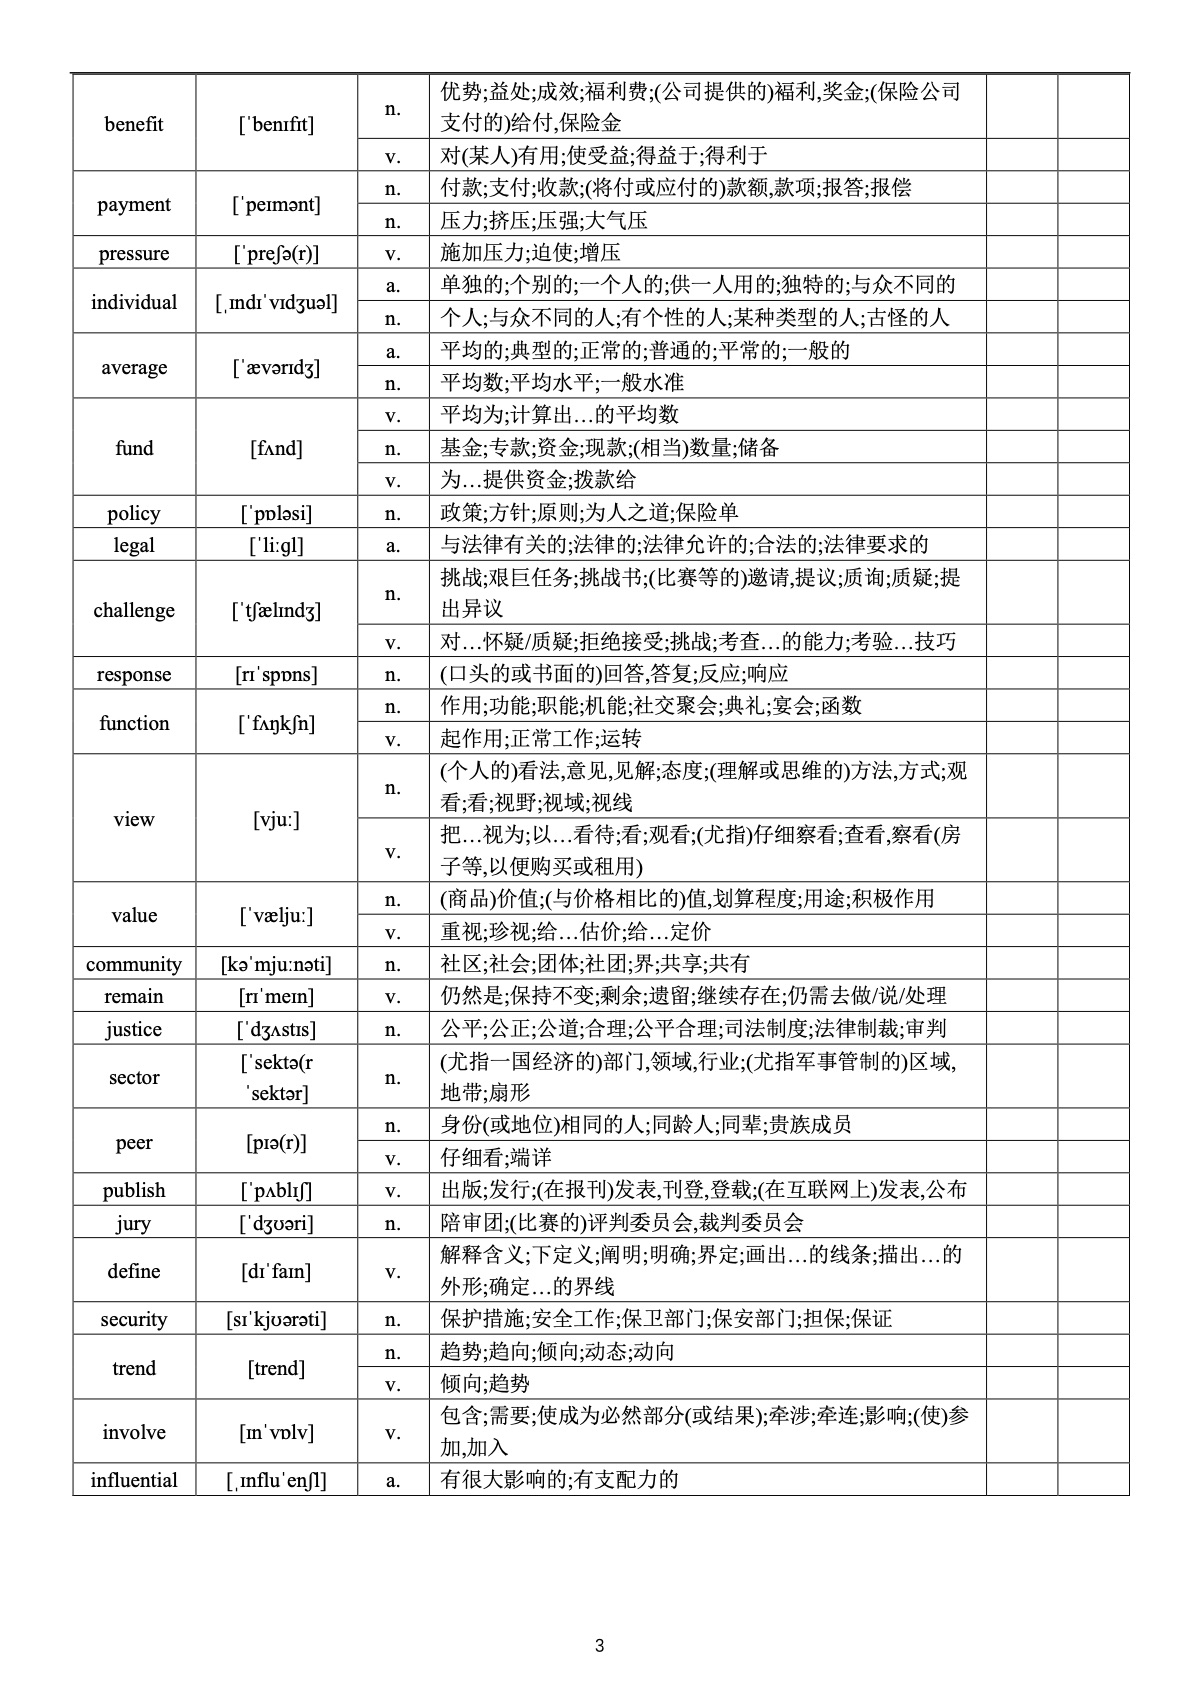 benefit [ˈbenɪfɪt] n. 优势;益处;成效;福利费;(公司提供的)福利,奖金;(保险公司
支付的)给付,保险金
v. 对(某人)有用;使受益;得益于;得利于
payment [ˈpeɪmənt] n. 付款;支付;收款;(将付或应付的)款额,款项;报答;报偿
n. 压力;挤压;压强;大气压
pressure [ˈpreʃə(r)] v. 施加压力;迫使;增压
individual [ˌɪndɪˈvɪdʒuəl] a. 单独的;个别的;一个人的;供一人用的;独特的;与众不同的
n. 个人;与众不同的人;有个性的人;某种类型的人;古怪的人
average [ˈævərɪdʒ] a. 平均的;典型的;正常的;普通的;平常的;一般的
n. 平均数;平均水平;一般水准
v. 平均为;计算出…的平均数
fund [fʌnd] n. 基金;专款;资金;现款;(相当)数量;储备
v. 为…提供资金;拨款给
policy [ˈpɒləsi] n. 政策;方针;原则;为人之道;保险单
legal [ˈliːɡl] a. 与法律有关的;法律的;法律允许的;合法的;法律要求的
challenge [ˈtʃælɪndʒ] n. 挑战;艰巨任务;挑战书;(比赛等的)邀请,提议;质询;质疑;提
出异议
v. 对…怀疑/质疑;拒绝接受;挑战;考查…的能力;考验…技巧
response [rɪˈspɒns] n. (口头的或书面的)回答,答复;反应;响应
function [ˈfʌŋkʃn] n. 作用;功能;职能;机能;社交聚会;典礼;宴会;函数
v. 起作用;正常工作;运转
view [vjuː] n. (个人的)看法,意见,见解;态度;(理解或思维的)方法,方式;观
看;看;视野;视域;视线
v. 把…视为;以…看待;看;观看;(尤指)仔细察看;查看,察看(房
子等,以便购买或租用)
value [ˈvæljuː] n. (商品)价值;(与价格相比的)值,划算程度;用途;积极作用
v. 重视;珍视;给…估价;给…定价
community [kəˈmjuːnəti] n. 社区;社会;团体;社团;界;共享;共有
remain [rɪˈmeɪn] v. 仍然是;保持不变;剩余;遗留;继续存在;仍需去做/说/处理
justice [ˈdʒʌstɪs] n. 公平;公正;公道;合理;公平合理;司法制度;法律制裁;审判
sector [ˈsektə(r
ˈsektər] n. (尤指一国经济的)部门,领域,行业;(尤指军事管制的)区域,
地带;扇形
peer [pɪə(r)] n. 身份(或地位)相同的人;同龄人;同辈;贵族成员
v. 仔细看;端详
publish [ˈpʌblɪʃ] v. 出版;发行;(在报刊)发表,刊登,登载;(在互联网上)发表,公布
jury [ˈdʒʊəri] n. 陪审团;(比赛的)评判委员会,裁判委员会
define [dɪˈfaɪn] v. 解释含义;下定义;阐明;明确;界定;画出…的线条;描出…的
外形;确定…的界线
security [sɪˈkjʊərəti] n. 保护措施;安全工作;保卫部门;保安部门;担保;保证
trend [trend] n. 趋势;趋向;倾向;动态;动向
v. 倾向;趋势
involve [ɪnˈvɒlv] v. 包含;需要;使成为必然部分(或结果);牵涉;牵连;影响;(使)参
加,加入
influential [ˌɪnfluˈenʃl] a. 有很大影响的;有支配力的
3